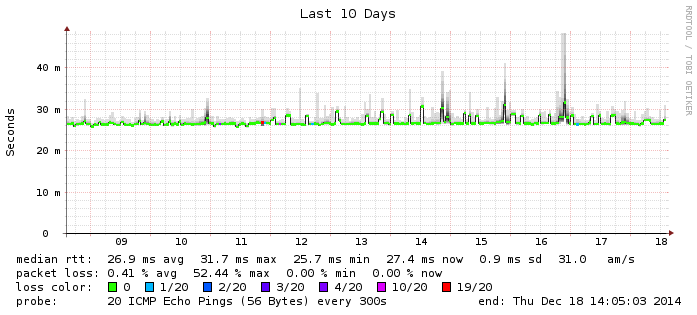 Last 10 Days
RRDTOOL / TOBI OETIKER
Seconds
40 m
30 m
20 m
10 m
0
09 10 11 12 13 14 15 16 17 18
median rtt: 26.9 ms avg 31.7 ms max 25.7 ms min 27.4 ms now 0.9 ms sd 31.0 am/s
packet loss: 0.41 % avg 52.44 % max 0.00 % min 0.00 % now
loss color: 0 1/20 2/20 3/20 4/20 10/20 19/20
probe: 20 ICMP Echo Pings (56 Bytes) every 300s end: Thu Dec 18 14:05:03 2014